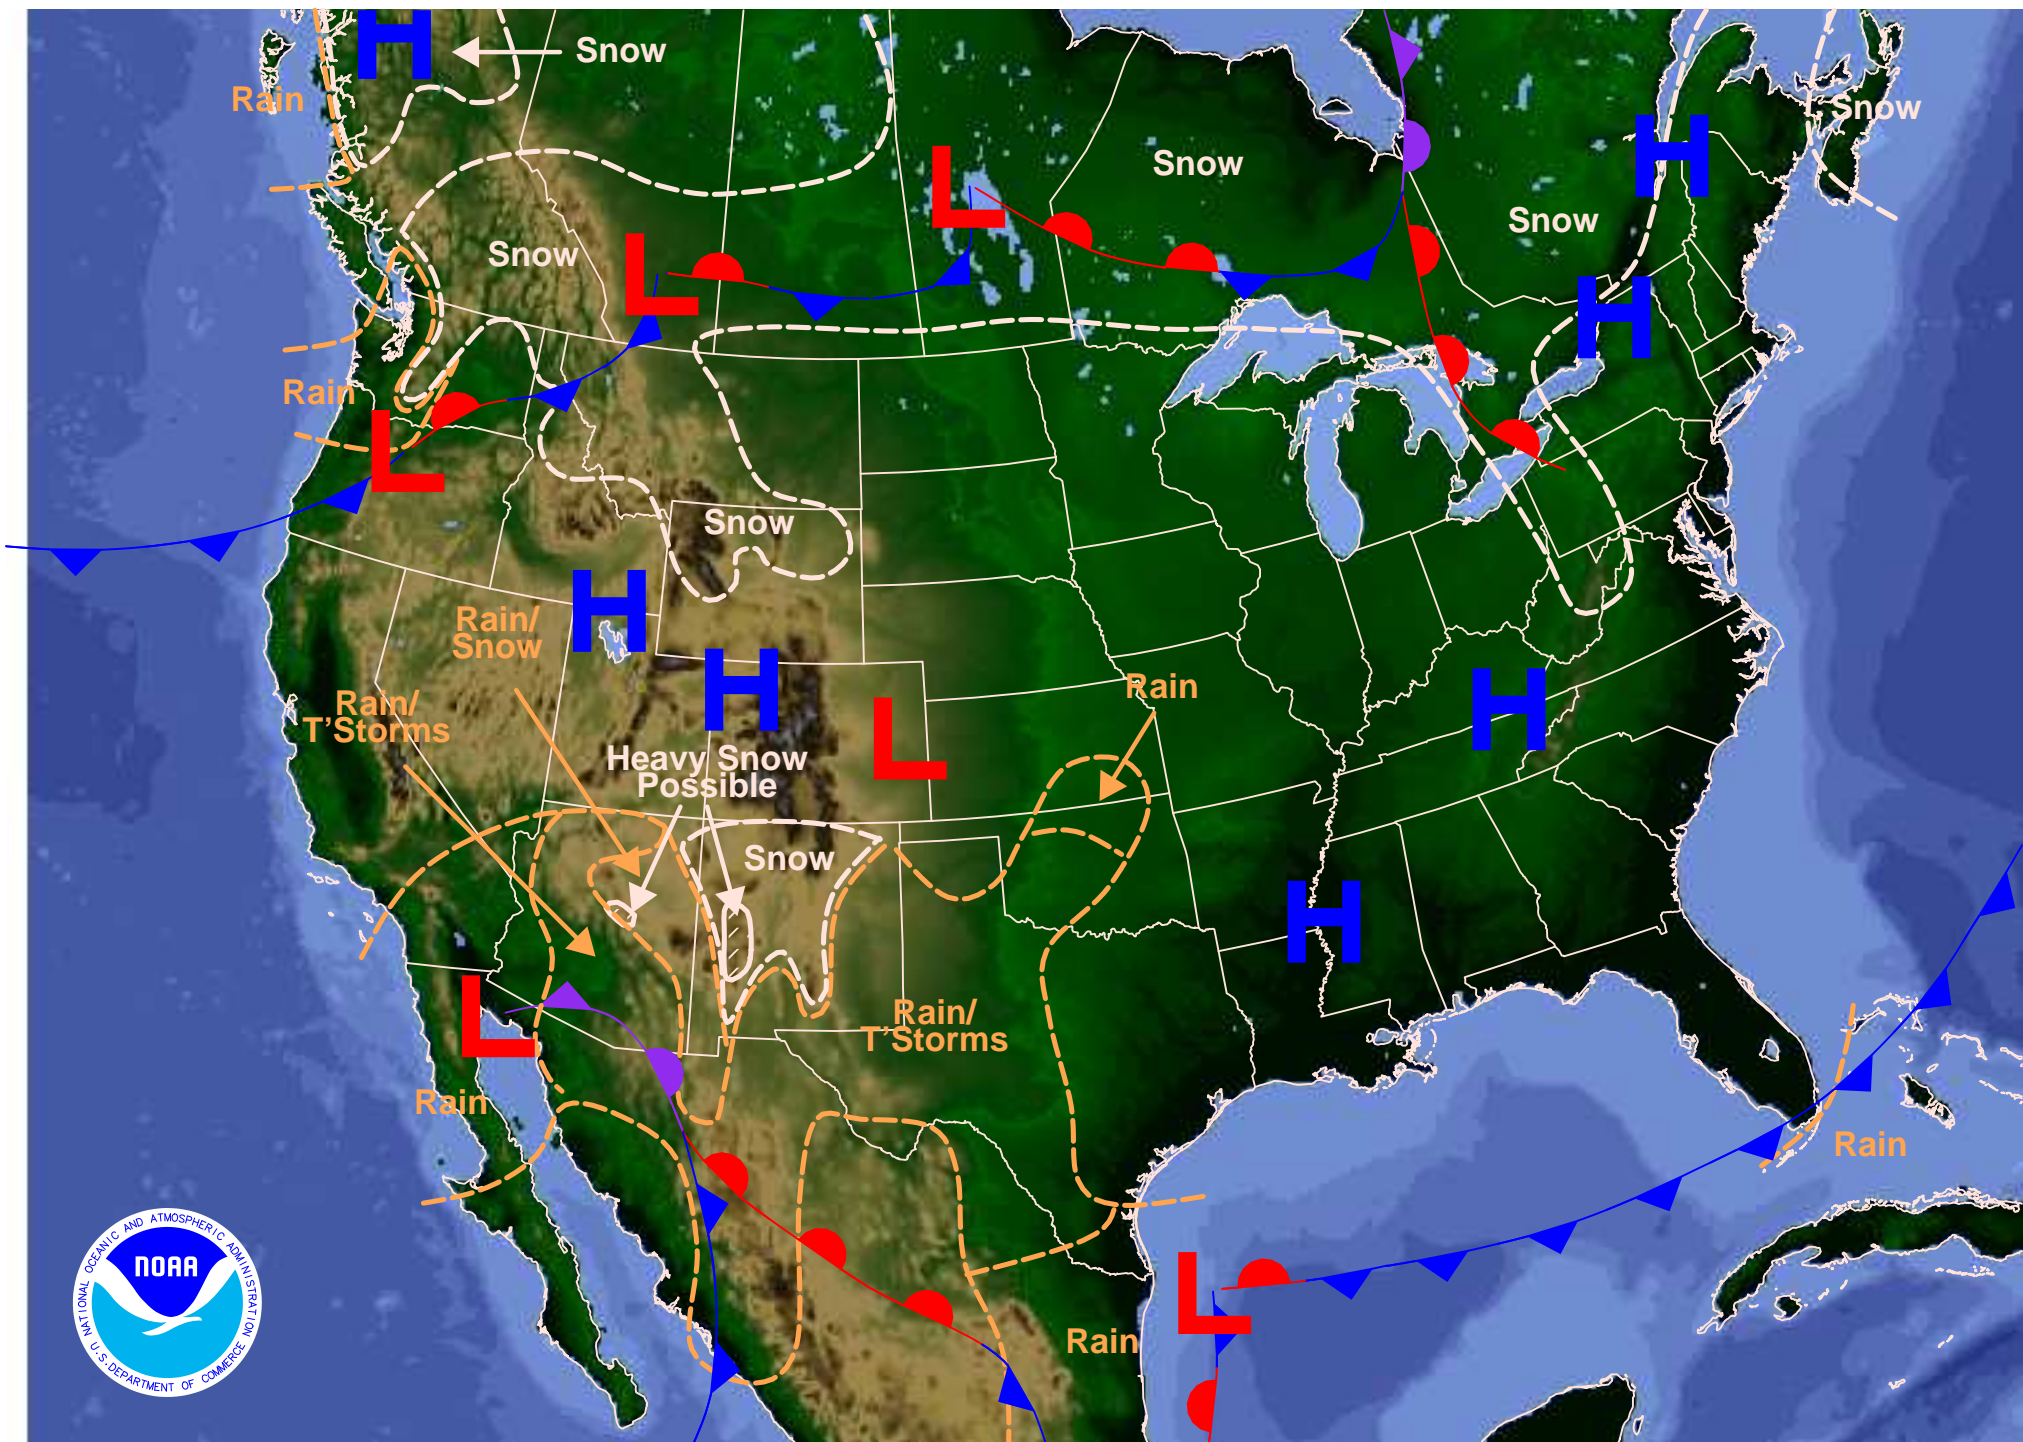 H
Snow
Rain
Snow
H
L
Snow
Snow
Snow
L
H
Rain
L
Snow
H
Rain/
Snow
H
Rain
H
Rain/
T'Storms
L
Heavy Snow
Possible
Snow
H
L
Rain/
T'Storms
Rain
Rain
L
Rain
NATIONAL OCEANIC AND ATMOSPHERIC ADMINISTRATION
NOAA
U.S. DEPARTMENT OF COMMERCE